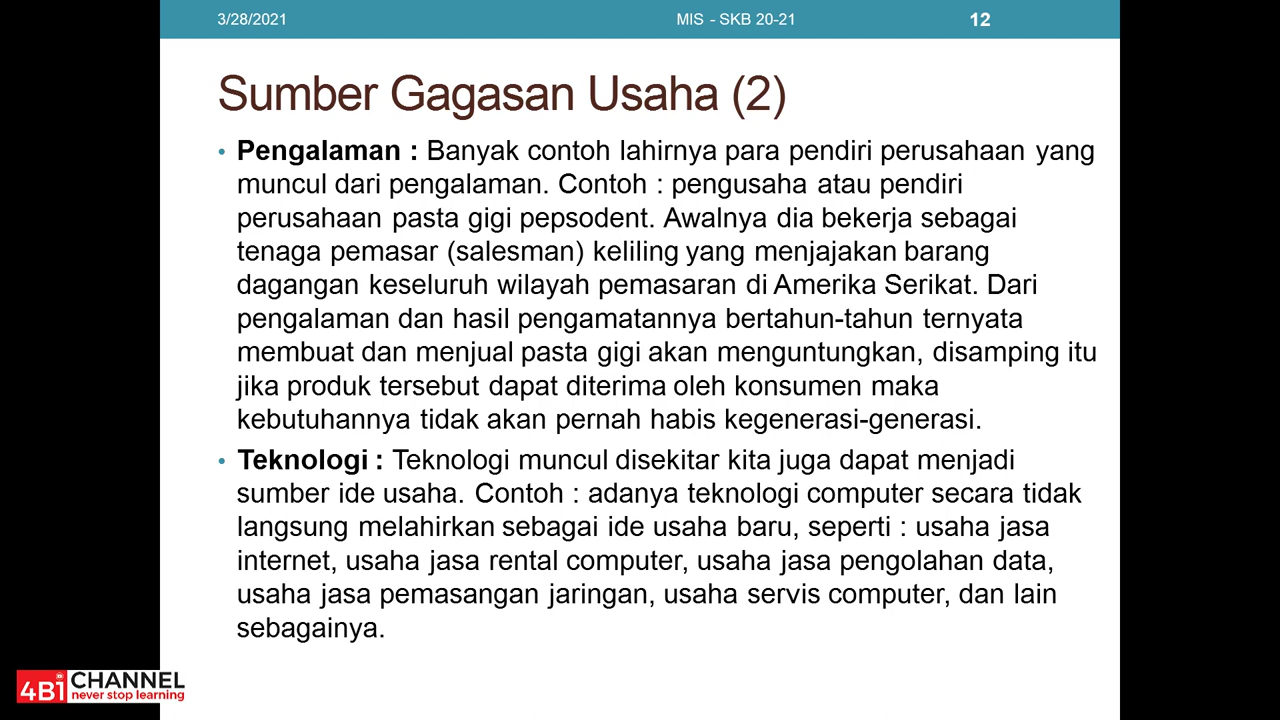 3/28/2021 MIS - SKB 20-21 12
Sumber Gagasan Usaha (2)
• Pengalaman : Banyak contoh lahirnya para pendiri perusahaan yang
muncul dari pengalaman. Contoh : pengusaha atau pendiri
perusahaan pasta gigi pepsodent. Awalnya dia bekerja sebagai
tenaga pemasar (salesman) keliling yang menjajakan barang
dagangan keseluruh wilayah pemasaran di Amerika Serikat. Dari
pengalaman dan hasil pengamatannya bertahun-tahun ternyata
membuat dan menjual pasta gigi akan menguntungkan, disamping itu
jika produk tersebut dapat diterima oleh konsumen maka
kebutuhannya tidak akan pernah habis kegenerasi-generasi.
• Teknologi : Teknologi muncul disekitar kita juga dapat menjadi
sumber ide usaha. Contoh : adanya teknologi computer secara tidak
langsung melahirkan sebagai ide usaha baru, seperti : usaha jasa
internet, usaha jasa rental computer, usaha jasa pengolahan data,
usaha jasa pemasangan jaringan, usaha servis computer, dan lain
sebagainya.
4Bi CHANNEL
never stop learning